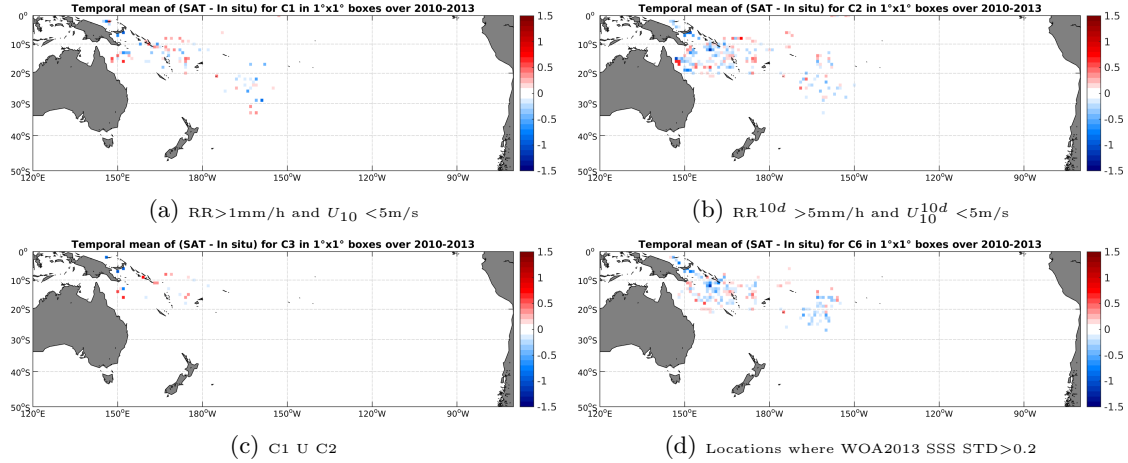 Temporal mean of (SAT - In situ) for C1 in 1°x1° boxes over 2010-2013
0°
10°S
20°S
30°S
40°S
50°S
120°E 150°E 180°W 150°W 120°W 90°W
1.5
1
0.5
0
-0.5
-1
-1.5
(a) RR>1mm/h and U10 <5m/s
Temporal mean of (SAT - In situ) for C2 in 1°x1° boxes over 2010-2013
0°
10°S
20°S
30°S
40°S
50°S
120°E 150°E 180°W 150°W 120°W 90°W
1.5
1
0.5
0
-0.5
-1
-1.5
(b) RR^10d >5mm/h and U10^10d <5m/s
Temporal mean of (SAT - In situ) for C3 in 1°x1° boxes over 2010-2013
0°
10°S
20°S
30°S
40°S
50°S
120°E 150°E 180°W 150°W 120°W 90°W
1.5
1
0.5
0
-0.5
-1
-1.5
(c) C1 U C2
Temporal mean of (SAT - In situ) for C6 in 1°x1° boxes over 2010-2013
0°
10°S
20°S
30°S
40°S
50°S
120°E 150°E 180°W 150°W 120°W 90°W
1.5
1
0.5
0
-0.5
-1
-1.5
(d) Locations where WOA2013 SSS STD>0.2